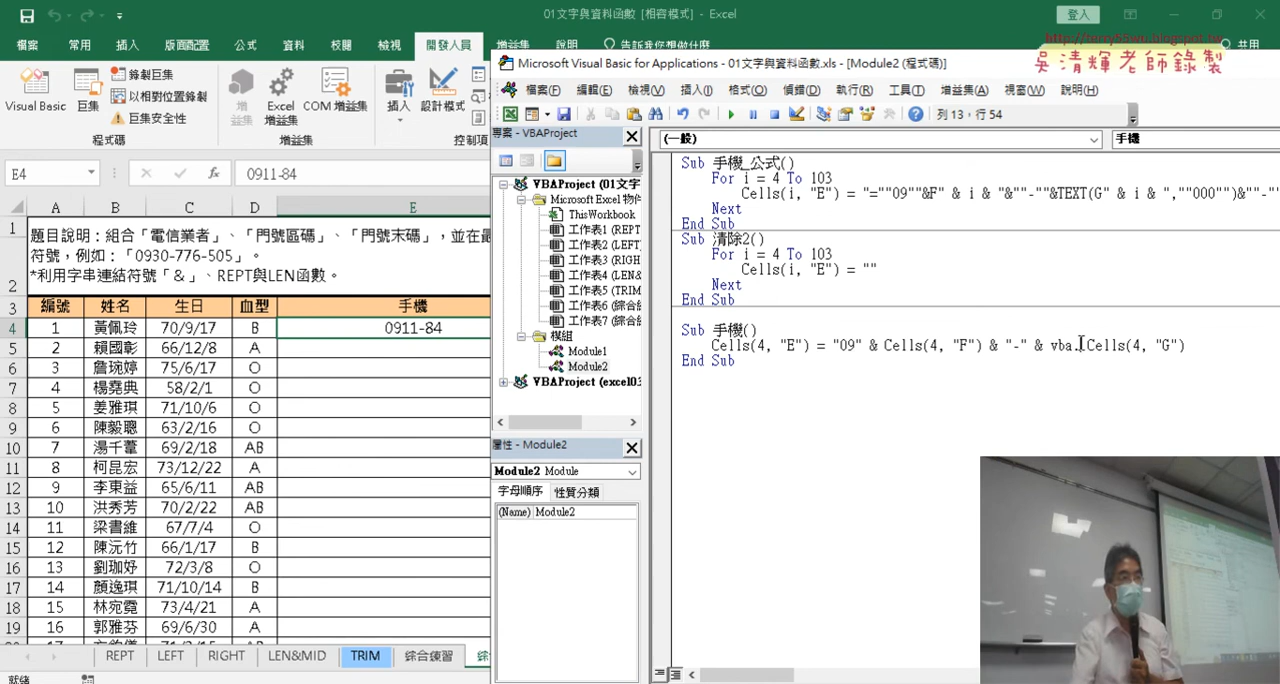 01文字與資料函數 [相容模式] - Excel
登入
檔案 常用 插入 版面配置 公式 資料 校閱 檢視 開發人員 增益集 說明 告訴我您想做什麼
共用
http://terry55wu.blogspot.tw
吳清輝老師錄製
Visual Basic 巨集 錄製巨集 以相對位置錄製 巨集安全性
增益集 Excel 增益集 COM 增益集 插入 設計模式
程式碼 增益集 控制項
E4 fx 0911-84
A B C D E
1 題目說明：組合「電信業者」、「門號區碼」、「門號末碼」，並在最
符號，例如：「0930-776-505」。
2 *利用字串連結符號「&」、REPT與LEN函數。
3 編號 姓名 生日 血型 手機
4 1 黃佩玲 70/9/17 B 0911-84
5 2 賴國彰 66/12/8 A
6 3 詹琬婷 75/6/17 O
7 4 楊堯典 58/2/1 O
8 5 姜雅琪 71/10/6 O
9 6 陳毅聰 63/2/16 O
10 7 湯千葦 69/2/18 AB
11 8 柯昆宏 73/12/22 A
12 9 李東益 65/6/11 AB
13 10 洪秀芳 70/2/22 AB
14 11 梁書維 67/7/4 O
15 12 陳沅竹 66/1/17 B
16 13 劉珈妤 72/3/8 O
17 14 顏逸琪 71/10/14 B
18 15 林宛霓 73/4/21 A
19 16 郭雅芬 69/6/30 A
REPT LEFT RIGHT LEN&MID TRIM 綜合練習 綜
就緒
Microsoft Visual Basic for Applications - 01文字與資料函數.xls - [Module2 (程式碼)]
檔案(F) 編輯(E) 檢視(V) 插入(I) 格式(O) 偵錯(D) 執行(R) 工具(T) 增益集(A) 視窗(W) 說明(H)
列 13，行 54
專案 - VBAProject
VBAProject (01文字
Microsoft Excel 物件
ThisWorkbook
工作表1 (REPT
工作表2 (LEFT)
工作表3 (RIGH
工作表4 (LEN&
工作表5 (TRIM
工作表6 (綜合
工作表7 (綜合
模組
Module1
Module2
VBAProject (excel03
屬性 - Module2
Module2 Module
字母順序 性質分類
(Name) Module2
(一般) 手機
Sub 手機_公式()
For i = 4 To 103
Cells(i, "E") = "=""09""&F" & i & "&""-""&TEXT(G" & i & ",""000"")&""-"
Next
End Sub
Sub 清除2()
For i = 4 To 103
Cells(i, "E") = ""
Next
End Sub
Sub 手機()
Cells(4, "E") = "09" & Cells(4, "F") & "-" & vba. Cells(4, "G")
End Sub